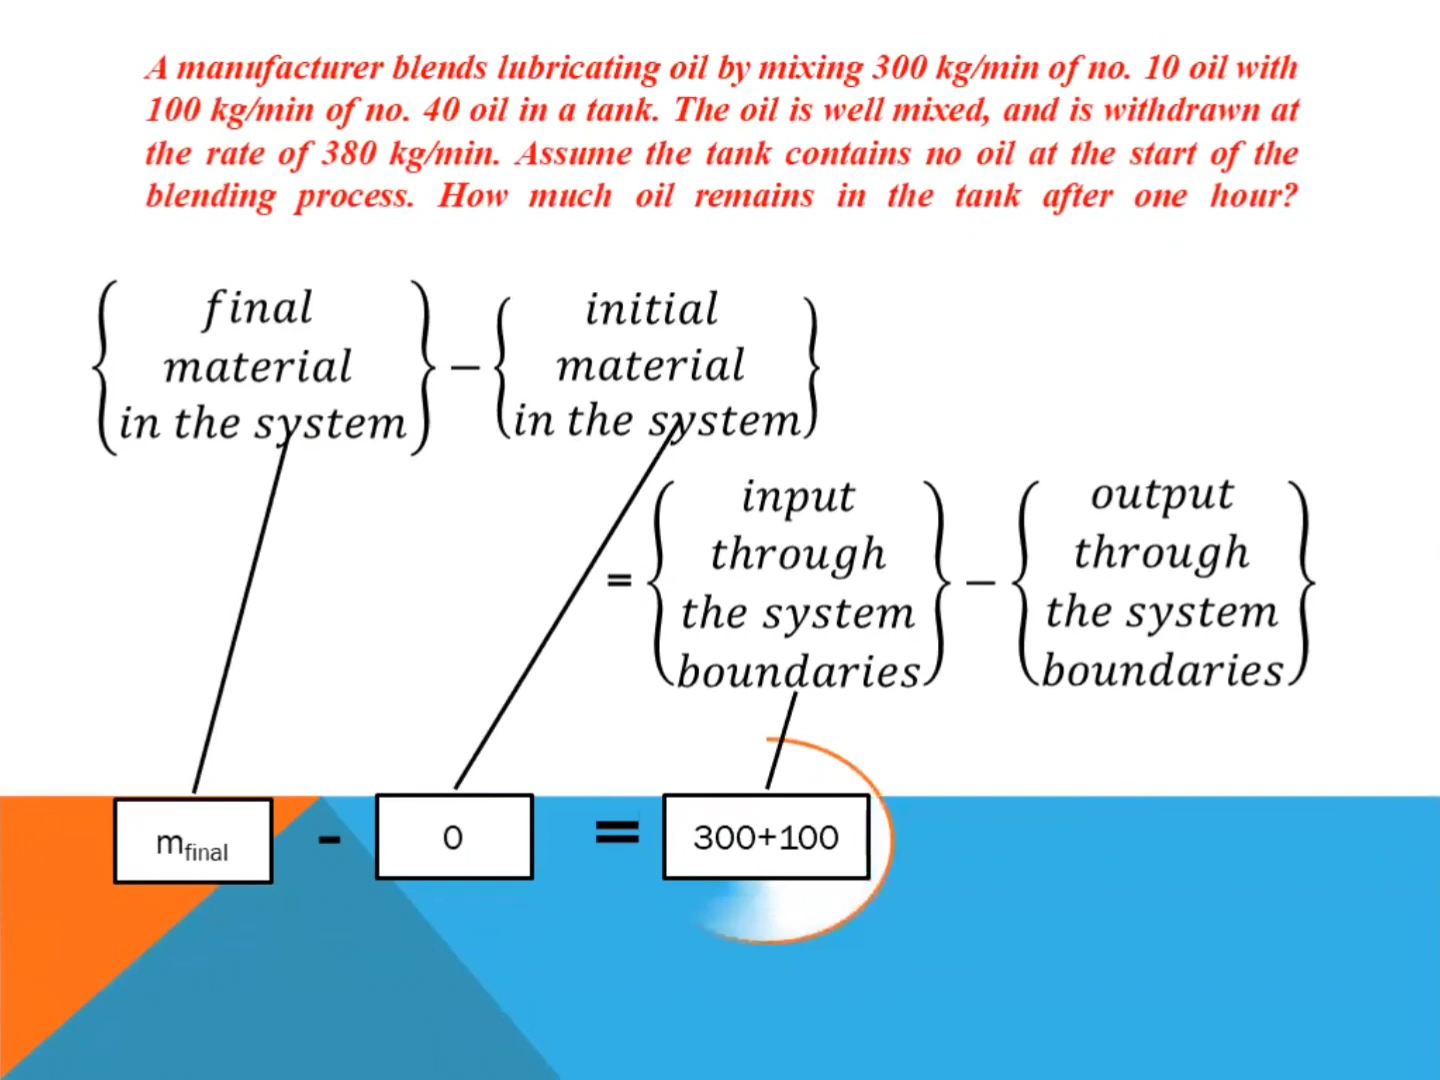 A manufacturer blends lubricating oil by mixing 300 kg/min of no. 10 oil with
100 kg/min of no. 40 oil in a tank. The oil is well mixed, and is withdrawn at
the rate of 380 kg/min. Assume the tank contains no oil at the start of the
blending process. How much oil remains in the tank after one hour?
{ final
material
in the system } − { initial
material
in the system }
= { input
through
the system
boundaries } − { output
through
the system
boundaries }
m_final - 0 = 300+100